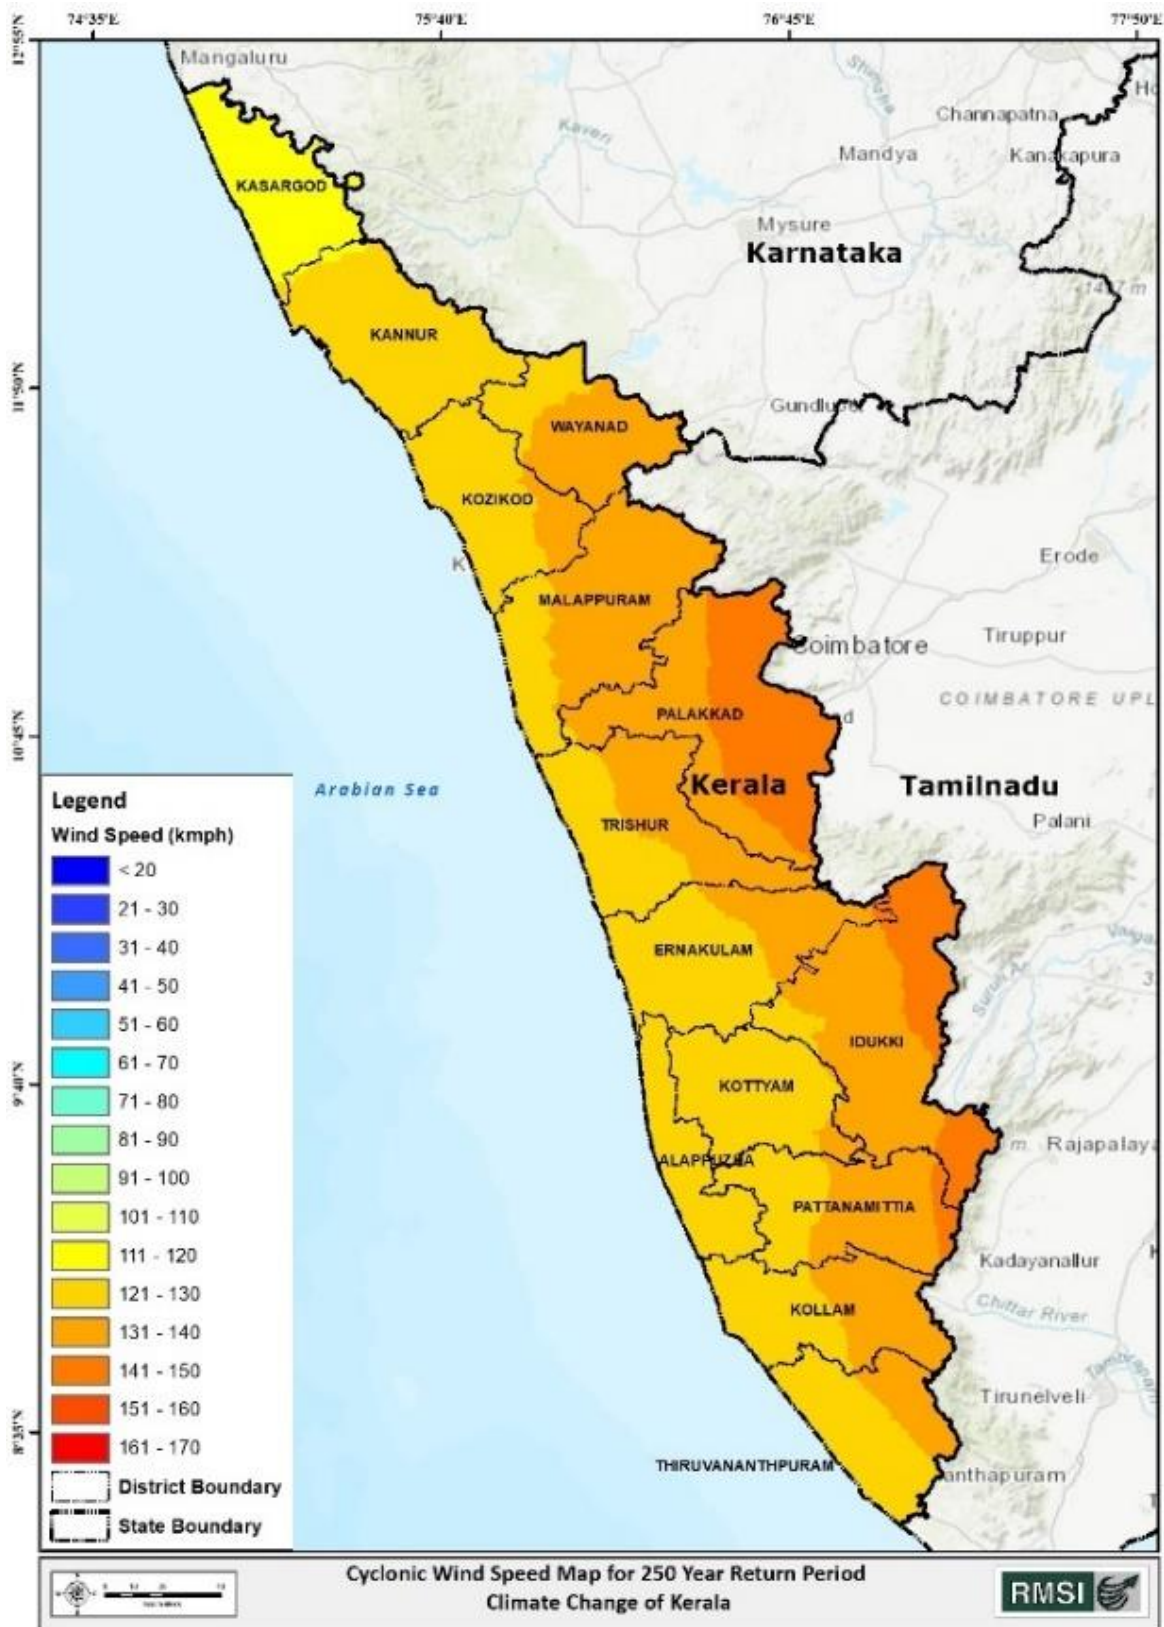 74°35'E 75°40'E 76°45'E 77°50'E
12°55'N
Mangaluru
Shimsha
Channapatna
Kaveri
Mandya
Kanakapura
KASARGOD
Mysure
Karnataka
KANNUR
11°50'N
Gundlupet
WAYANAD
KOZIKOD
Erode
MALAPPURAM
Tiruppur
Coimbatore
COIMBATORE UPL
PALAKKAD
10°45'N
Arabian Sea
Kerala
Tamilnadu
Palani
TRISHUR
ERNAKULAM
Suruli Ar
IDUKKI
9°40'N
KOTTYAM
Rajapalaya
ALAPPUZHA
PATTANAMITTIA
Kadayanallur
KOLLAM
Chittar River
Tirunelveli
8°35'N
THIRUVANANTHPURAM
anthapuram
Legend
Wind Speed (kmph)
< 20
21 - 30
31 - 40
41 - 50
51 - 60
61 - 70
71 - 80
81 - 90
91 - 100
101 - 110
111 - 120
121 - 130
131 - 140
141 - 150
151 - 160
161 - 170
District Boundary
State Boundary
Cyclonic Wind Speed Map for 250 Year Return Period
Climate Change of Kerala
RMSI